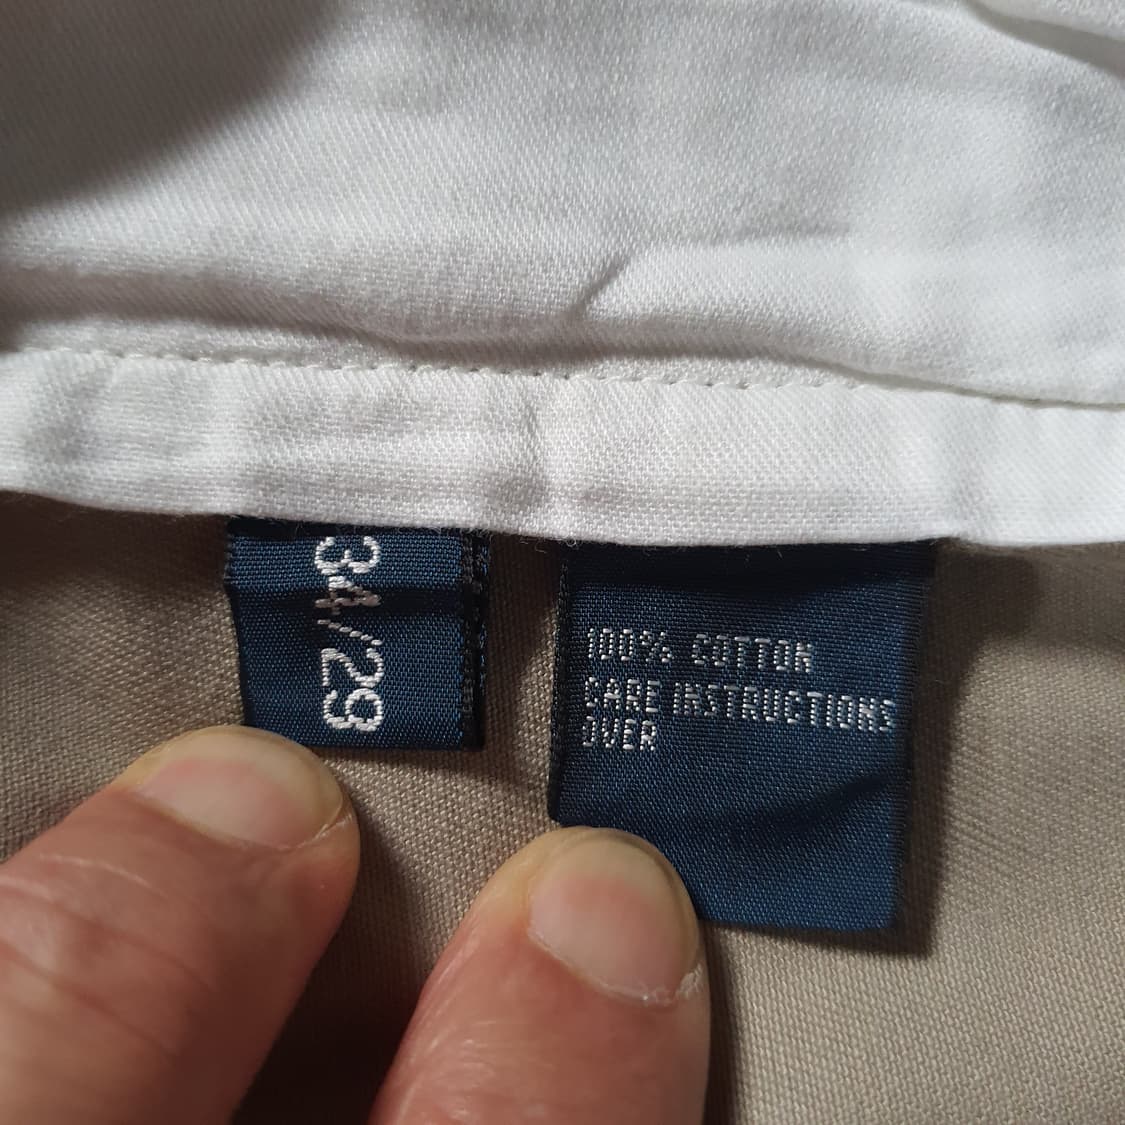 34/29
100% COTTON
CARE INSTRUCTIONS
OVER